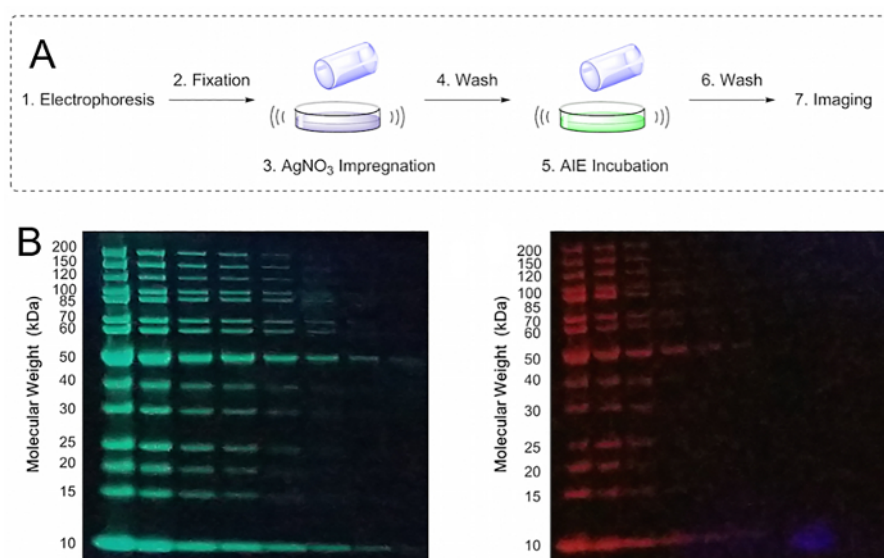 A
1. Electrophoresis
2. Fixation
3. AgNO3 Impregnation
4. Wash
5. AIE Incubation
6. Wash
7. Imaging
B
Molecular Weight (kDa)
200
150
120
100
85
70
60
50
40
30
25
20
15
10
Molecular Weight (kDa)
200
150
120
100
85
70
60
50
40
30
25
20
15
10